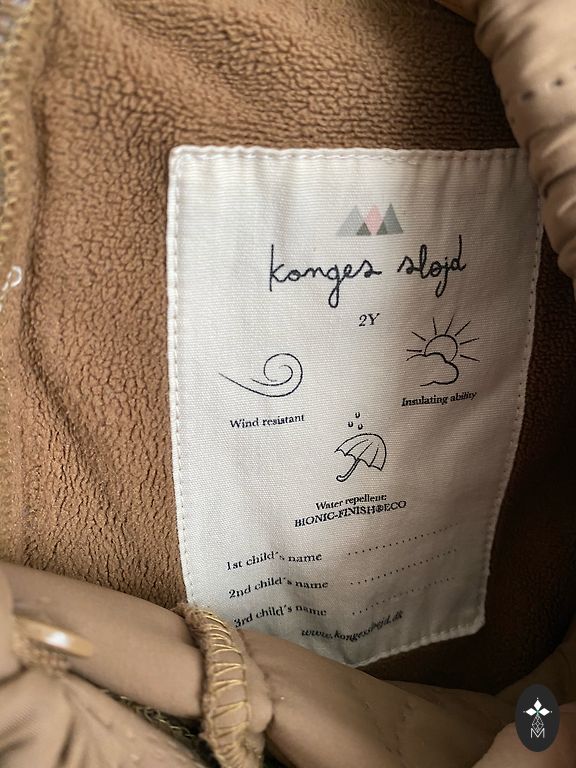 konges sløjd
2Y
Wind resistant
Insulating ability
Water repellent:
BIONIC-FINISH®ECO
1st child's name
2nd child's name
3rd child's name
www.kongessloejd.dk
M